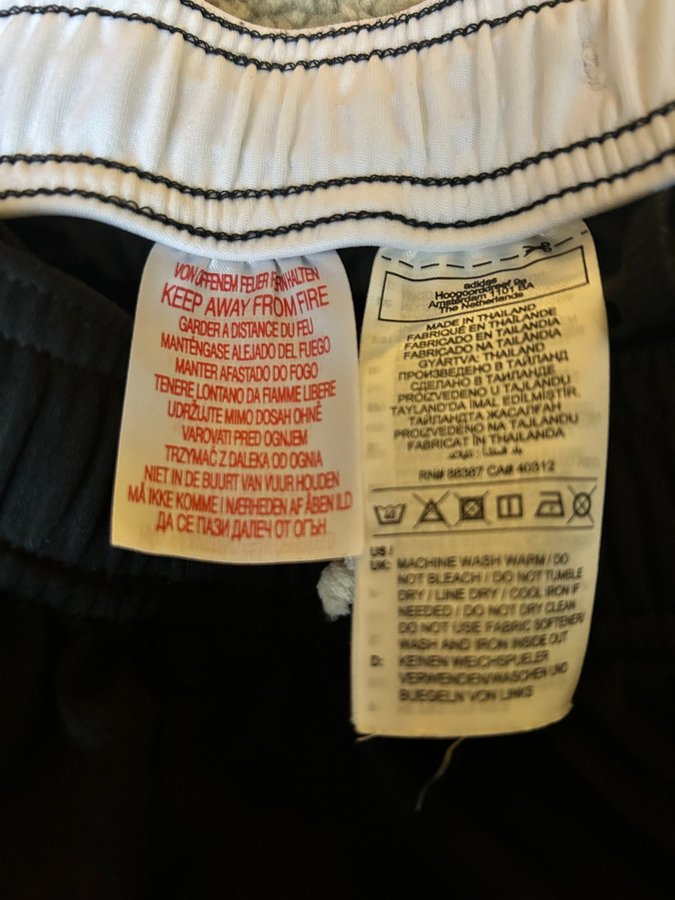 VON OFFENEM FEUER FERNHALTEN
KEEP AWAY FROM FIRE
GARDER A DISTANCE DU FEU
MANTÉNGASE ALEJADO DEL FUEGO
MANTER AFASTADO DO FOGO
TENERE LONTANO DA FIAMME LIBERE
UDRŽUJTE MIMO DOSAH OHNĚ
VAROVATI PRED OGNJEM
TRZYMAĆ Z DALEKA OD OGNIA
NIET IN DE BUURT VAN VUUR HOUDEN
MÅ IKKE KOMME I NÆRHEDEN AF ÅBEN ILD
ДА СЕ ПАЗИ ДАЛЕЧ ОТ ОГЪН
adidas
Hoogoorddreef 9a
Amsterdam 1101 BA
The Netherlands
MADE IN THAILAND
FABRIQUÉ EN THAÏLANDE
FABRICADO EN TAILANDIA
FABRICADO NA TAILÂNDIA
GYÁRTVA: THAILAND
ПРОИЗВЕДЕНО В ТАЙЛАНД
СДЕЛАНО В ТАИЛАНДЕ
PROIZVEDENO U TAJLANDU
TAYLAND'DA İMAL EDİLMİŞTİR.
ТАЙЛАНДТА ЖАСАЛҒАН
PROIZVEDENO NA TAJLANDU
FABRICAT ÎN THAILANDA
RN# 88387 CA# 40312
US /
UK: MACHINE WASH WARM / DO
NOT BLEACH / DO NOT TUMBLE
DRY / LINE DRY / COOL IRON IF
NEEDED / DO NOT DRY CLEAN
DO NOT USE FABRIC SOFTENER/
WASH AND IRON INSIDE OUT
D: KEINEN WEICHSPUELER
VERWENDEN/WASCHEN UND
BUEGELN VON LINKS